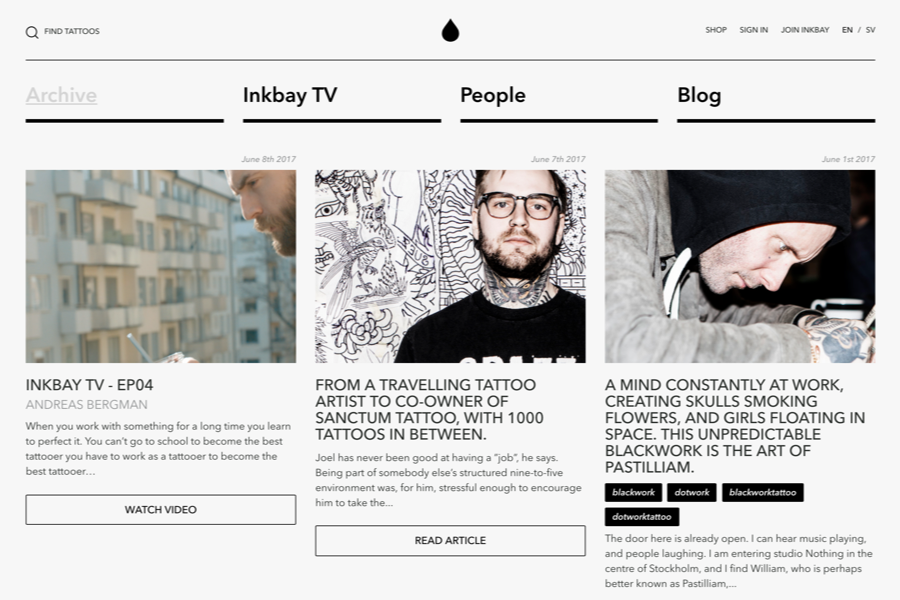 FIND TATTOOS
SHOP SIGN IN JOIN INKBAY EN / SV
Archive
Inkbay TV
People
Blog
June 8th 2017
INKBAY TV - EP04
ANDREAS BERGMAN
When you work with something for a long time you learn
to perfect it. You can't go to school to become the best
tattooer you have to work as a tattooer to become the
best tattooer...
WATCH VIDEO
June 7th 2017
FROM A TRAVELLING TATTOO
ARTIST TO CO-OWNER OF
SANCTUM TATTOO, WITH 1000
TATTOOS IN BETWEEN.
Joel has never been good at having a "job", he says.
Being part of somebody else's structured nine-to-five
environment was, for him, stressful enough to encourage
him to take the...
READ ARTICLE
June 1st 2017
A MIND CONSTANTLY AT WORK,
CREATING SKULLS SMOKING
FLOWERS, AND GIRLS FLOATING IN
SPACE. THIS UNPREDICTABLE
BLACKWORK IS THE ART OF
PASTILLIAM.
blackwork dotwork blackworktattoo
dotworktattoo
The door here is already open. I can hear music playing,
and people laughing. I am entering studio Nothing in the
centre of Stockholm, and I find William, who is perhaps
better known as Pastilliam,...